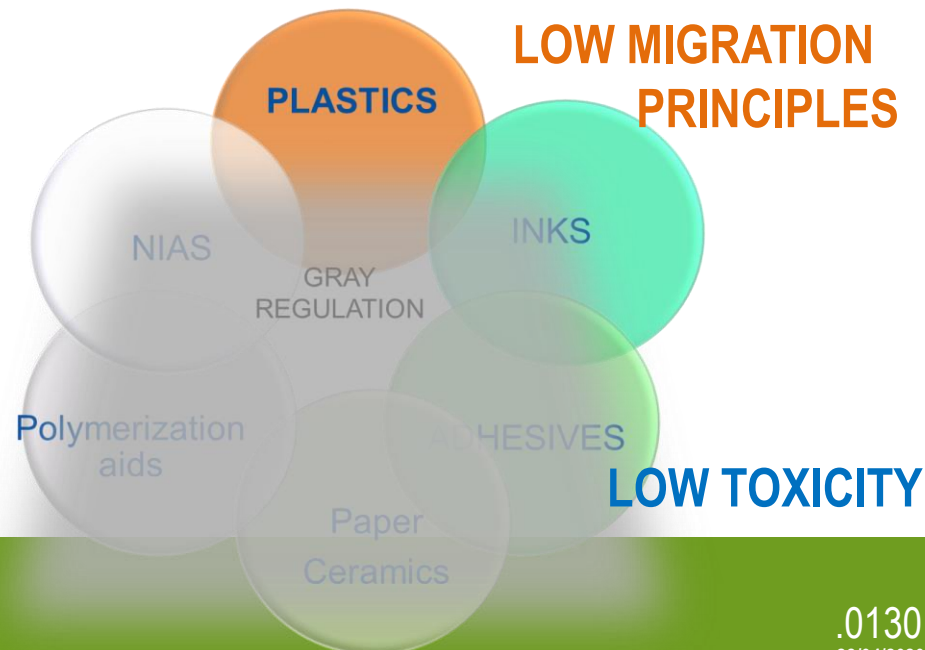 LOW MIGRATION
PRINCIPLES
PLASTICS
INKS
NIAS
GRAY
REGULATION
Polymerization
aids
ADHESIVES
LOW TOXICITY
Paper
Ceramics
.0130